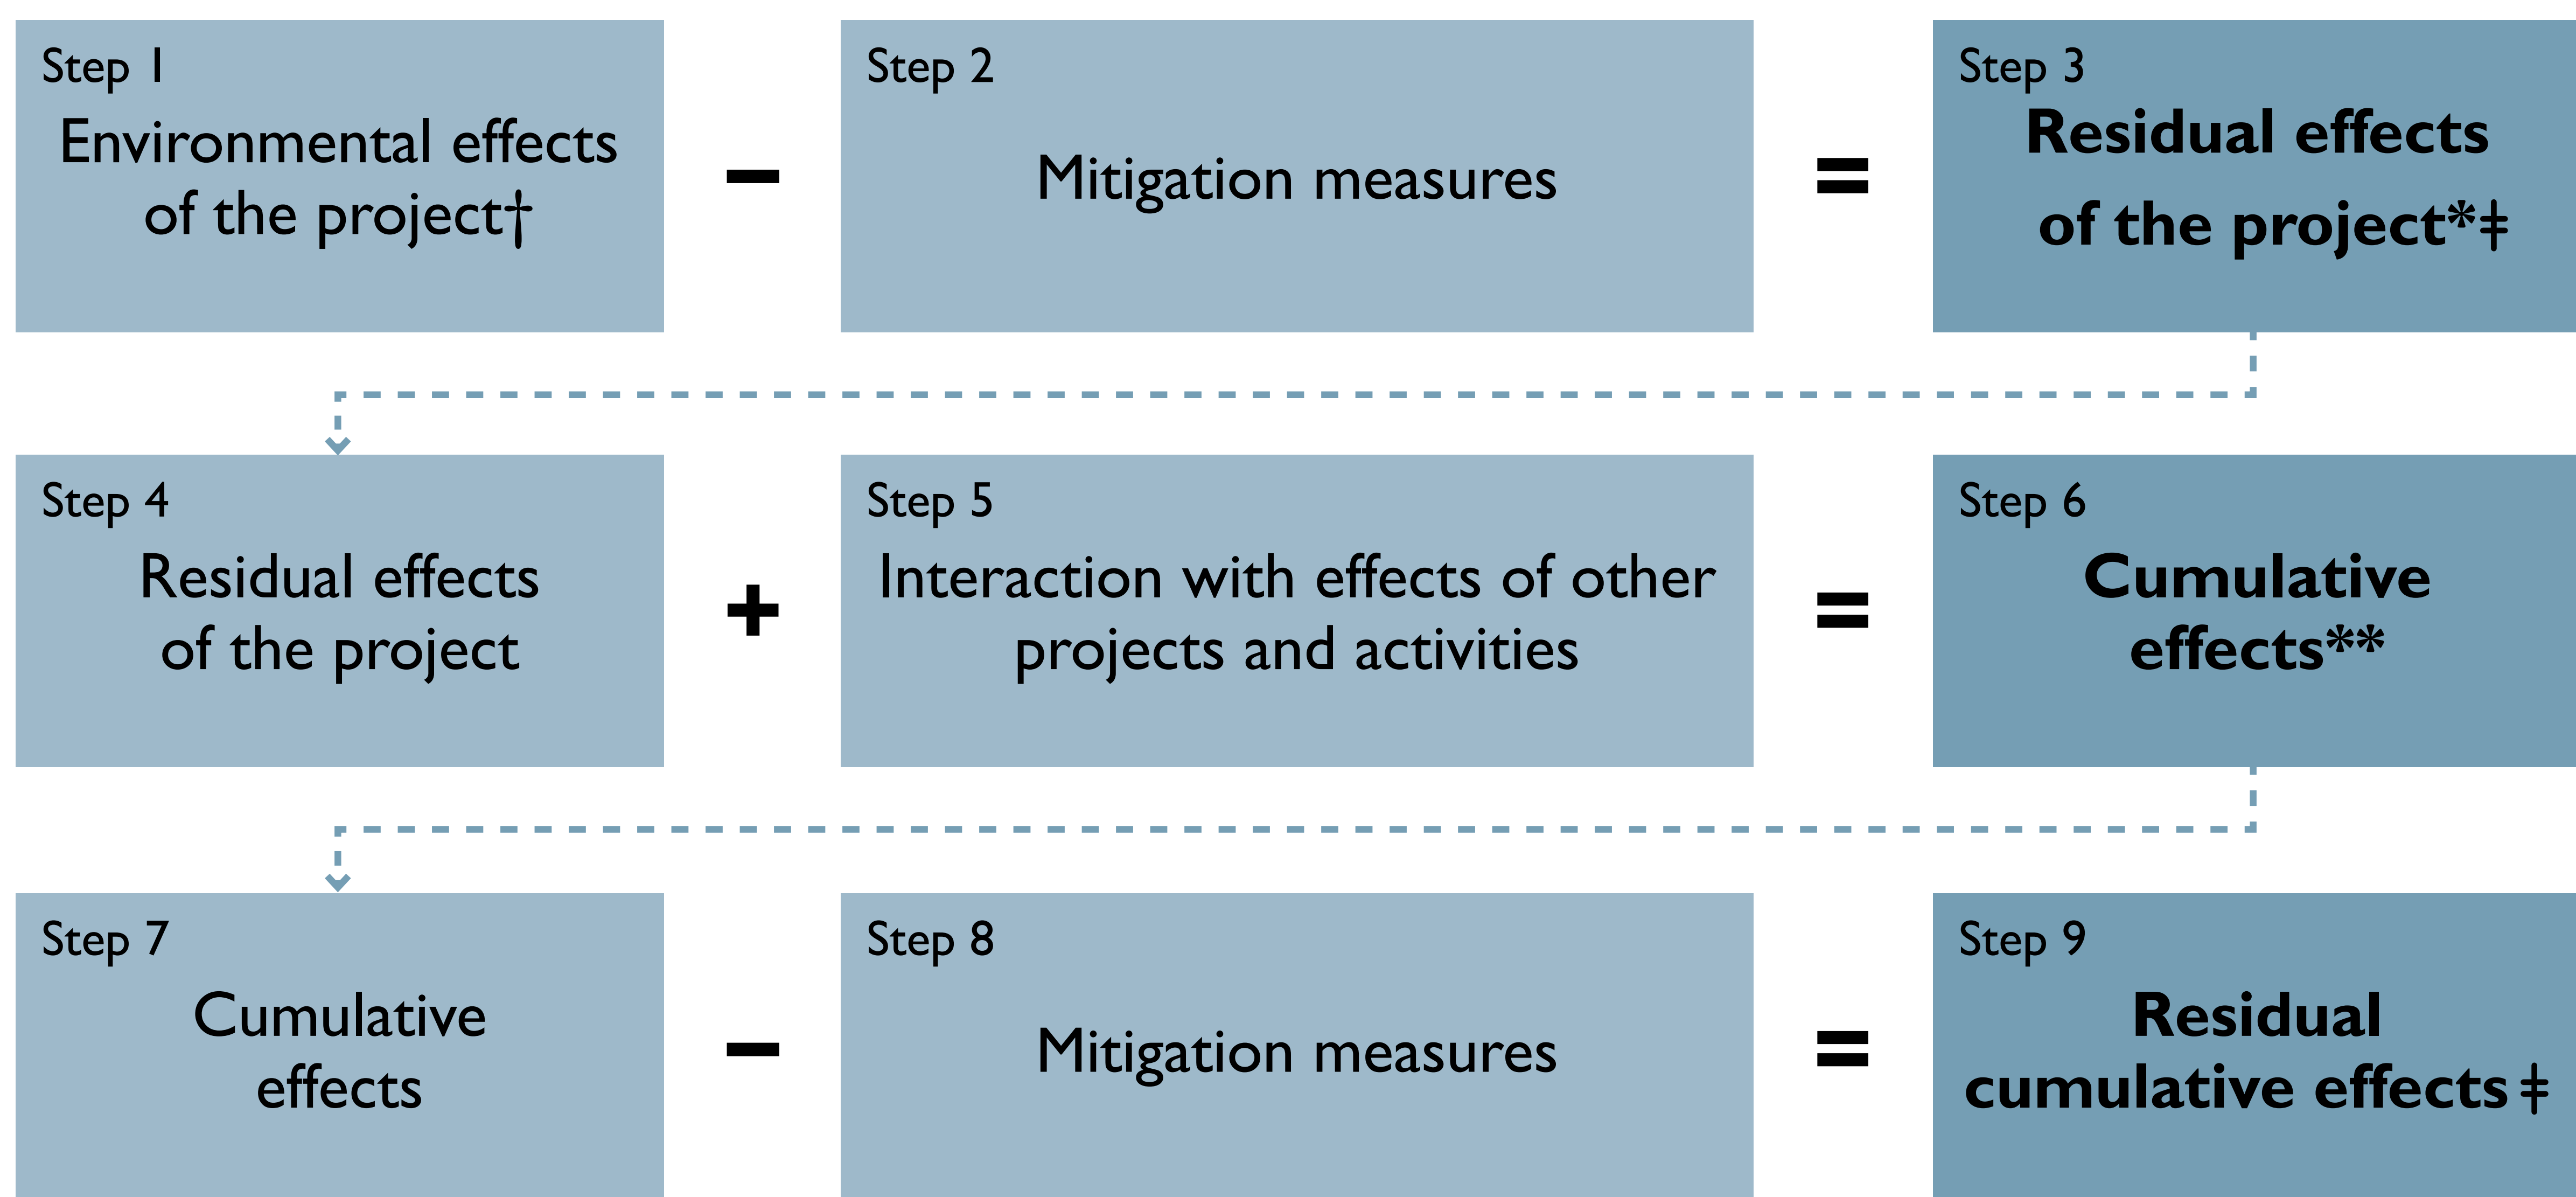 Step 1
Environmental effects
of the project†
–
Step 2
Mitigation measures
=
Step 3
Residual effects
of the project*‡
Step 4
Residual effects
of the project
+
Step 5
Interaction with effects of other
projects and activities
=
Step 6
Cumulative
effects**
Step 7
Cumulative
effects
–
Step 8
Mitigation measures
=
Step 9
Residual
cumulative effects ‡